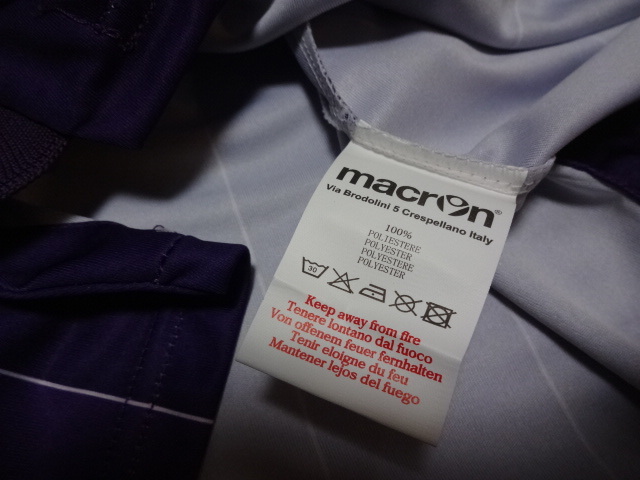 macron®
Via Brodolini 5 Crespellano Italy
100%
POLIESTERE
POLYESTER
POLYESTERE
POLYESTER
30
Keep away from fire
Tenere lontano dal fuoco
Von offenem feuer fernhalten
Tenir eloigne du feu
Mantener lejos del fuego